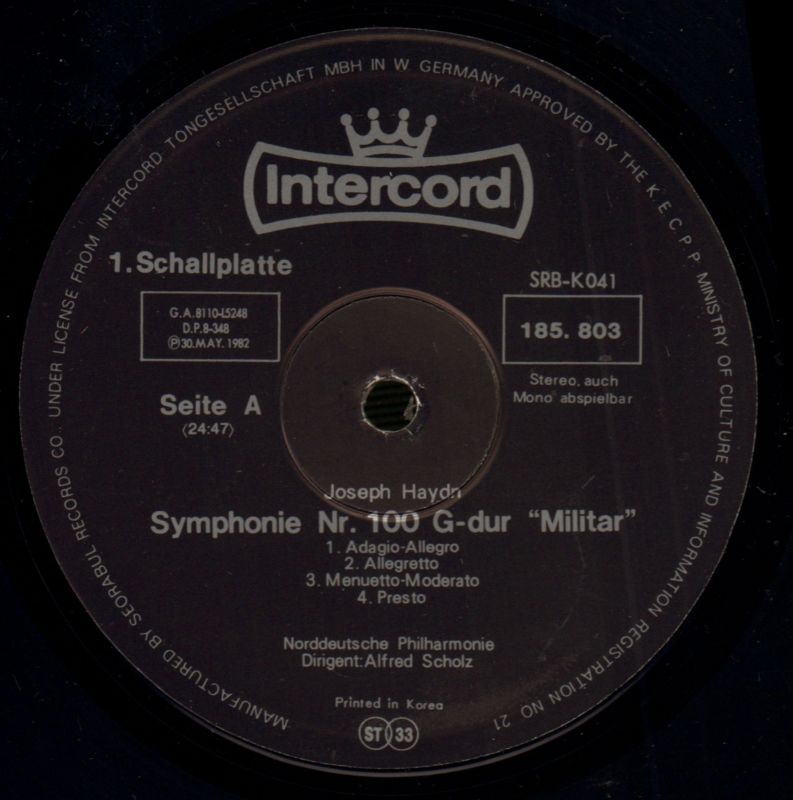 MANUFACTURED BY SEORABUL RECORDS CO., UNDER LICENSE FROM INTERCORD TONGESELLSCHAFT MBH IN W GERMANY APPROVED BY THE K.E.C.P.P. MINISTRY OF CULTURE AND INFORMATION REGISTRATION NO 21
Intercord
1. Schallplatte
SRB-K041
G.A.8110-L5248
D.P.8-348
Ⓟ30.MAY. 1982
185. 803
Stereo, auch
Mono abspielbar
Seite A
(24:47)
Joseph Haydn
Symphonie Nr. 100 G-dur "Militar"
1. Adagio-Allegro
2. Allegretto
3. Menuetto-Moderato
4. Presto
Norddeutsche Philharmonie
Dirigent:Alfred Scholz
Printed in Korea
ST 33